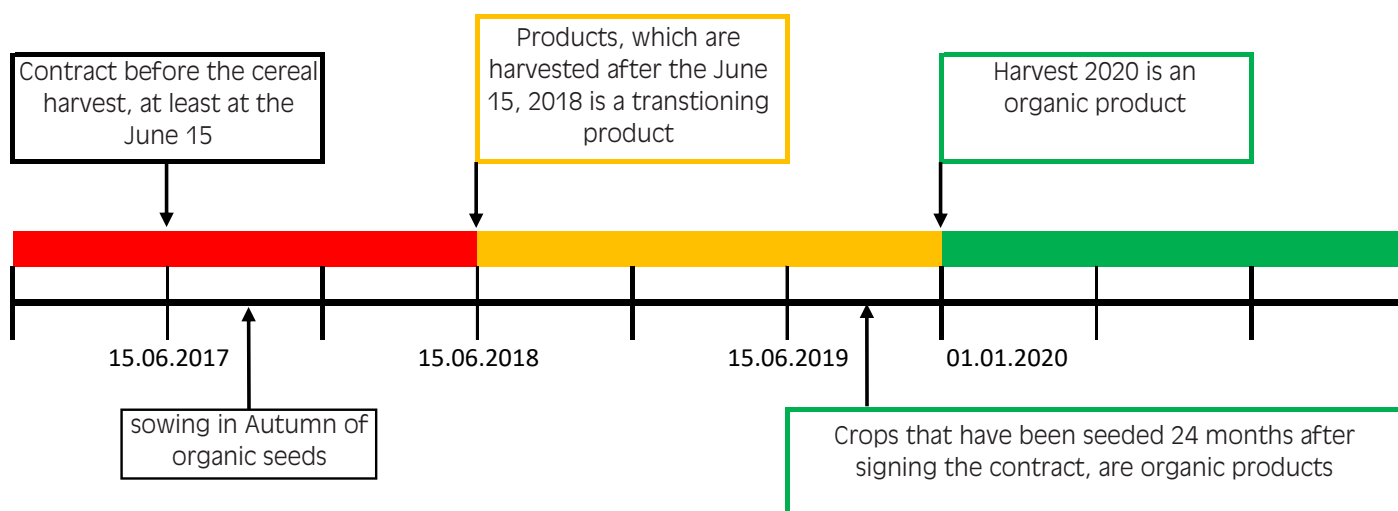 Contract before the cereal
harvest, at least at the
June 15
Products, which are
harvested after the June
15, 2018 is a transtioning
product
Harvest 2020 is an
organic product
15.06.2017
15.06.2018
15.06.2019
01.01.2020
sowing in Autumn of
organic seeds
Crops that have been seeded 24 months after
signing the contract, are organic products